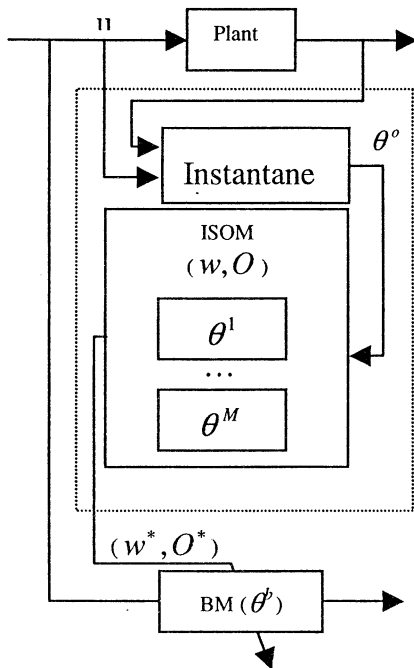 Plant
θ^o
Instantane
ISOM
(w, O)
θ^1
...
θ^M
(w*, O*)
BM (θ^b)